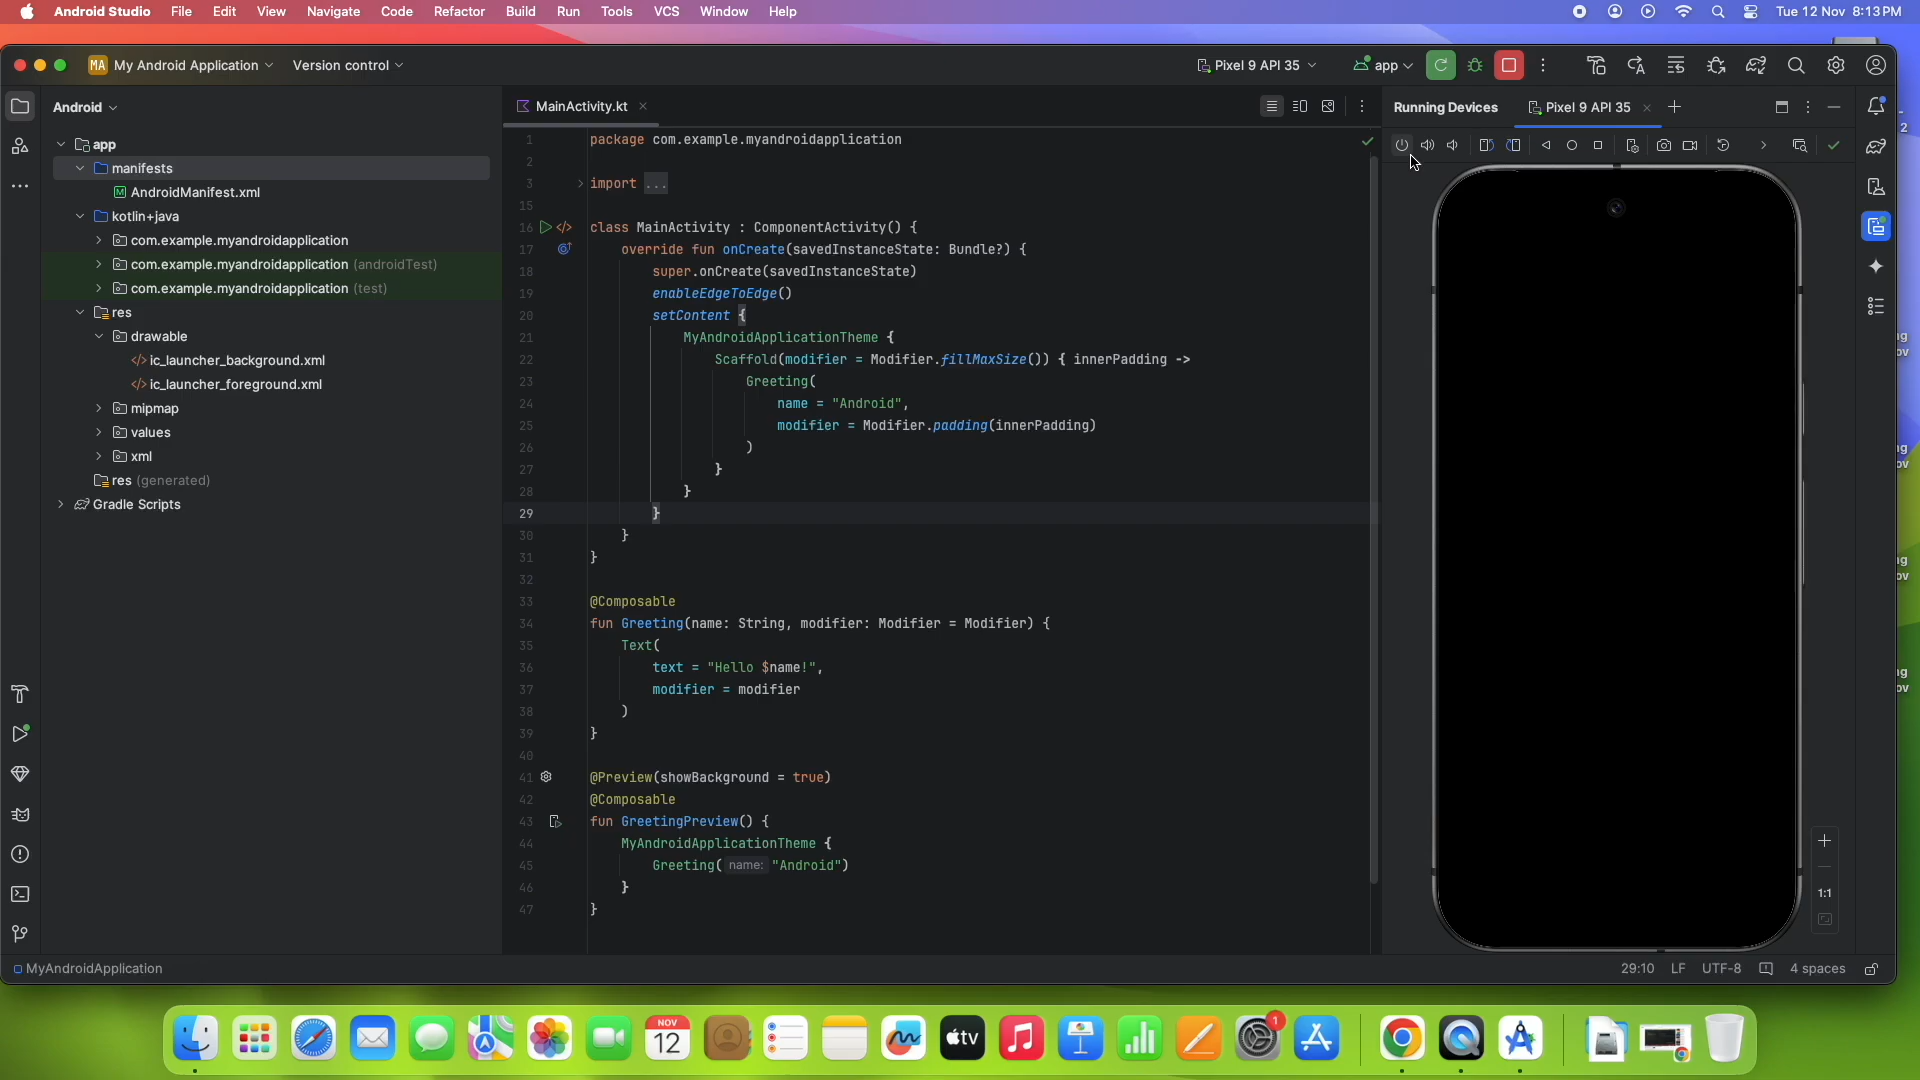 Android Studio File Edit View Navigate Code Refactor Build Run Tools VCS Window Help Tue 12 Nov 8:13 PM
MA My Android Application Version control Pixel 9 API 35 app
Android MainActivity.kt Running Devices Pixel 9 API 35
app
manifests
AndroidManifest.xml
kotlin+java
com.example.myandroidapplication
com.example.myandroidapplication (androidTest)
com.example.myandroidapplication (test)
res
drawable
ic_launcher_background.xml
ic_launcher_foreground.xml
mipmap
values
xml
res (generated)
Gradle Scripts
1 package com.example.myandroidapplication
2
3 import ...
15
16 class MainActivity : ComponentActivity() {
17 override fun onCreate(savedInstanceState: Bundle?) {
18 super.onCreate(savedInstanceState)
19 enableEdgeToEdge()
20 setContent {
21 MyAndroidApplicationTheme {
22 Scaffold(modifier = Modifier.fillMaxSize()) { innerPadding ->
23 Greeting(
24 name = "Android",
25 modifier = Modifier.padding(innerPadding)
26 )
27 }
28 }
29 }
30 }
31 }
32
33 @Composable
34 fun Greeting(name: String, modifier: Modifier = Modifier) {
35 Text(
36 text = "Hello $name!",
37 modifier = modifier
38 )
39 }
40
41 @Preview(showBackground = true)
42 @Composable
43 fun GreetingPreview() {
44 MyAndroidApplicationTheme {
45 Greeting( name: "Android")
46 }
47 }
1:1
MyAndroidApplication 29:10 LF UTF-8 4 spaces
NOV
12
tv
1
2